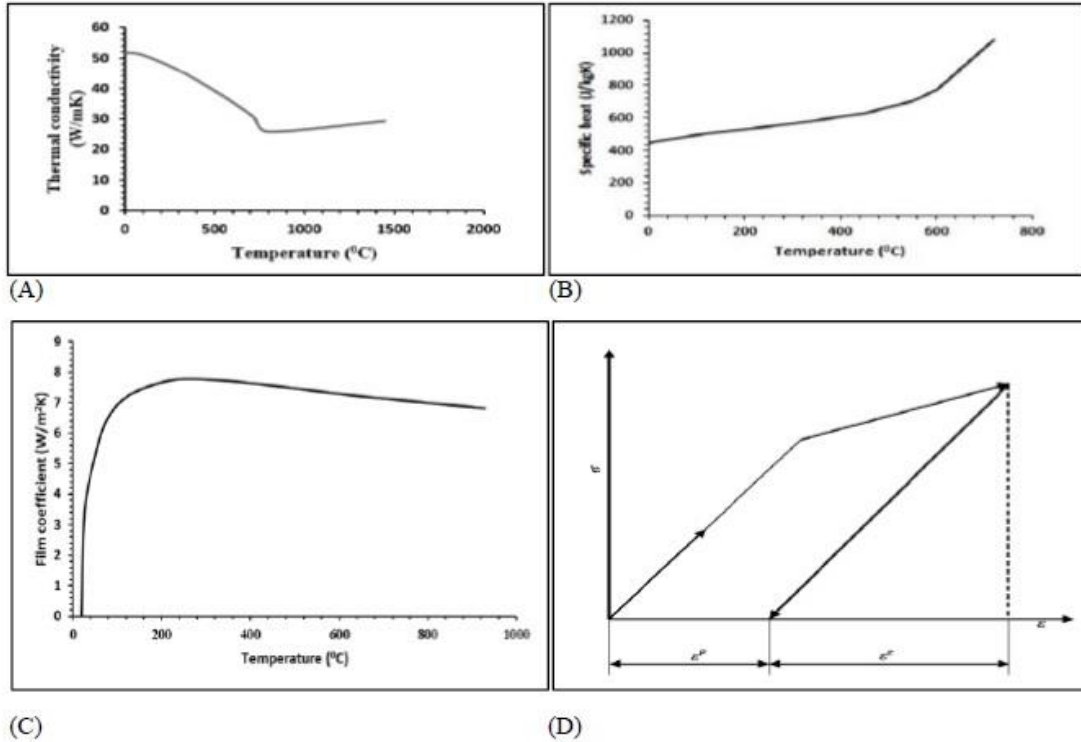 60
50
40
30
20
10
0
Thermal conductivity
(W/mK)
0 500 1000 1500 2000
Temperature (⁰C)
1200
1000
800
600
400
200
0
Specific heat (J/kgK)
0 200 400 600 800
Temperature (⁰C)
(A) (B)
9
8
7
6
5
4
3
2
1
0
Film coefficient (W/m²K)
0 200 400 600 800 1000
Temperature (⁰C)
σ
ε
εᵖ εᵉ
(C) (D)